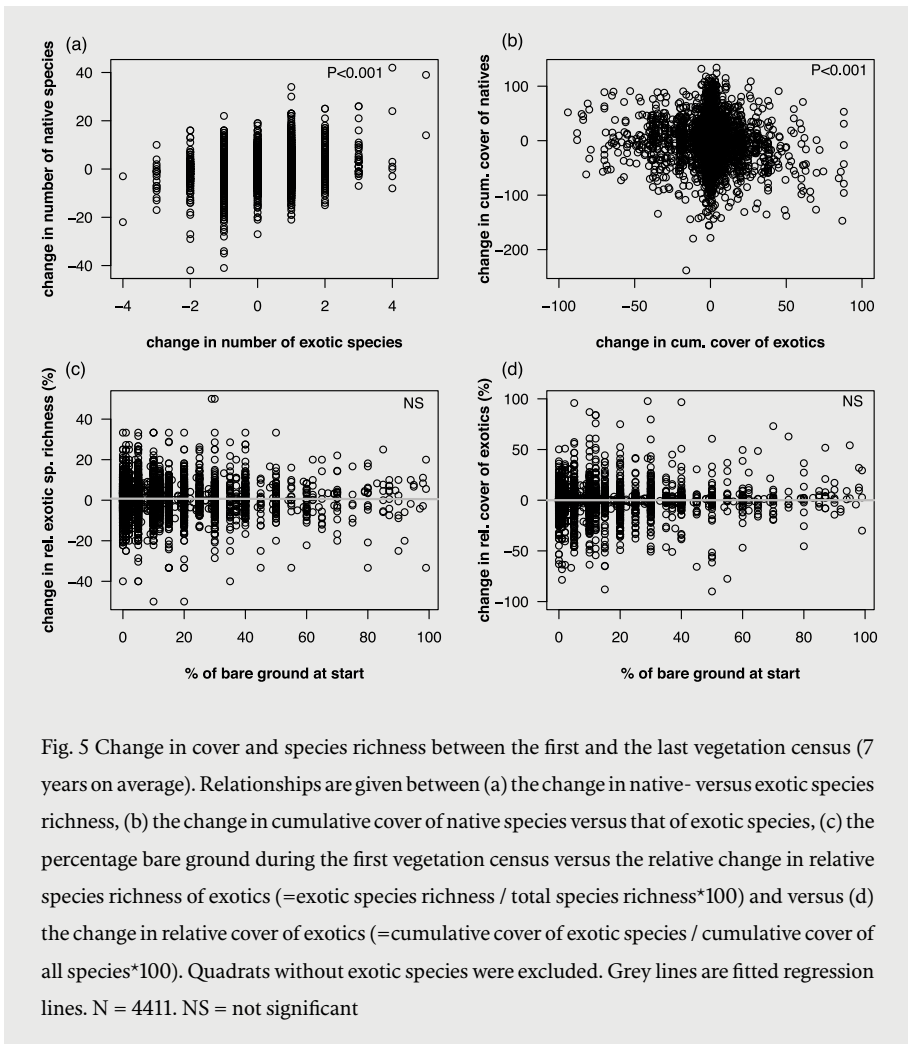 (a)
P<0.001
change in number of native species
40
20
0
−20
−40
−4
−2
0
2
4
change in number of exotic species
(b)
P<0.001
change in cum. cover of natives
100
0
−100
−200
−100
−50
0
50
100
change in cum. cover of exotics
(c)
NS
change in rel. exotic sp. richness (%)
40
20
0
−20
−40
0
20
40
60
80
100
% of bare ground at start
(d)
NS
change in rel. cover of exotics (%)
100
50
0
−50
−100
0
20
40
60
80
100
% of bare ground at start
Fig. 5 Change in cover and species richness between the first and the last vegetation census (7
years on average). Relationships are given between (a) the change in native- versus exotic species
richness, (b) the change in cumulative cover of native species versus that of exotic species, (c) the
percentage bare ground during the first vegetation census versus the relative change in relative
species richness of exotics (=exotic species richness / total species richness*100) and versus (d)
the change in relative cover of exotics (=cumulative cover of exotic species / cumulative cover of
all species*100). Quadrats without exotic species were excluded. Grey lines are fitted regression
lines. N = 4411. NS = not significant